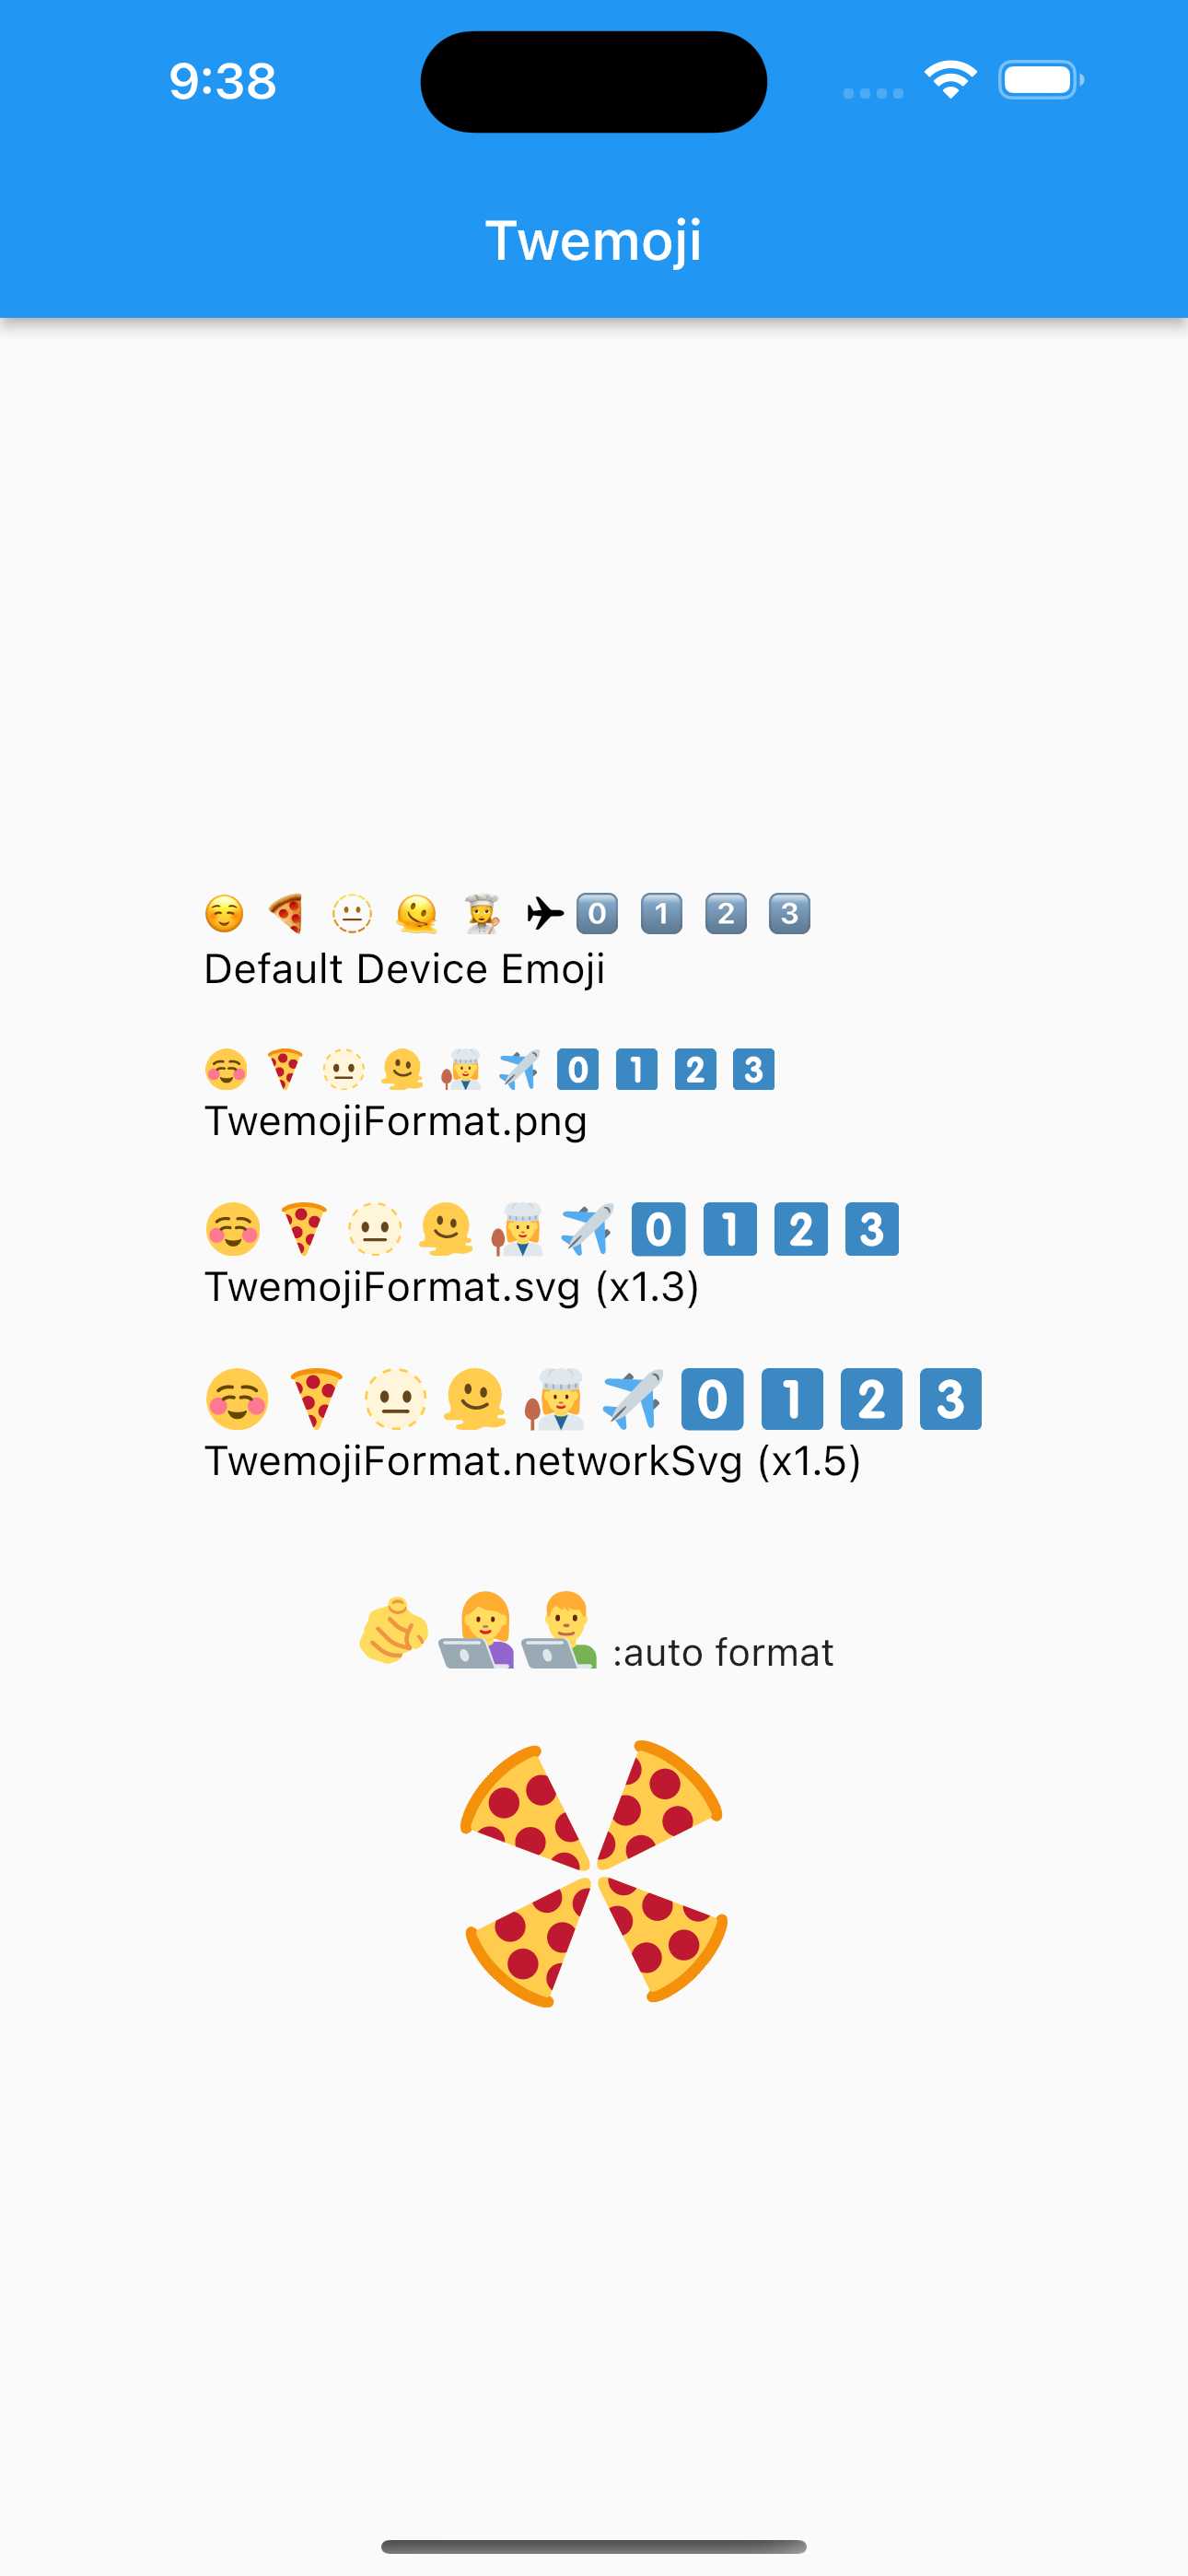 9:38
Twemoji
☺️ 🍕 🫥 🫠 👩‍🍳 ✈ 0️⃣ 1️⃣ 2️⃣ 3️⃣
Default Device Emoji
☺️ 🍕 🫥 🫠 👩‍🍳 ✈️ 0️⃣ 1️⃣ 2️⃣ 3️⃣
TwemojiFormat.png
☺️ 🍕 🫥 🫠 👩‍🍳 ✈️ 0️⃣ 1️⃣ 2️⃣ 3️⃣
TwemojiFormat.svg (x1.3)
☺️ 🍕 🫥 🫠 👩‍🍳 ✈️ 0️⃣ 1️⃣ 2️⃣ 3️⃣
TwemojiFormat.networkSvg (x1.5)
🫵👩‍💻👨‍💻 :auto format